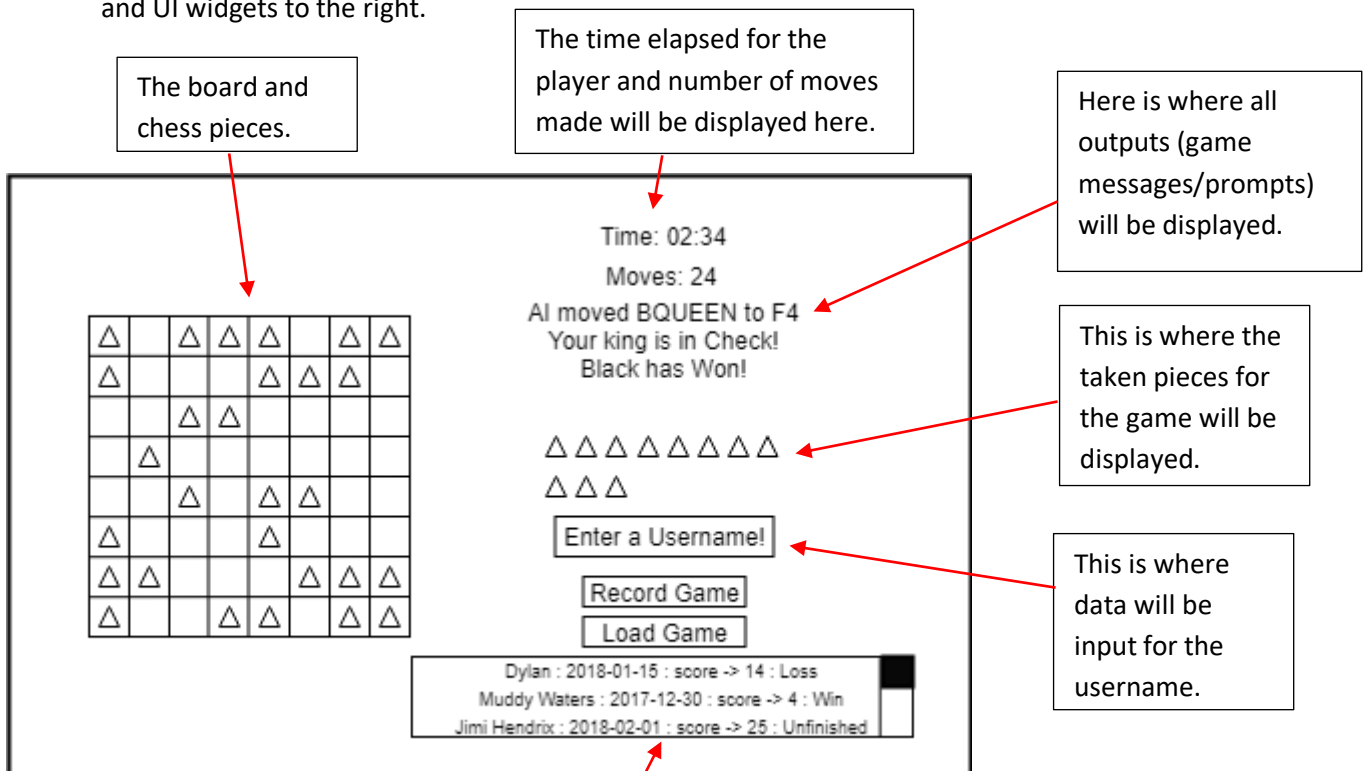 and UI widgets to the right.
The time elapsed for the
player and number of moves
made will be displayed here.
The board and
chess pieces.
Here is where all
outputs (game
messages/prompts)
will be displayed.
Time: 02:34
Moves: 24
AI moved BQUEEN to F4
Your king is in Check!
Black has Won!
This is where the
taken pieces for
the game will be
displayed.
Enter a Username!
This is where
data will be
input for the
username.
Record Game
Load Game
Dylan : 2018-01-15 : score -> 14 : Loss
Muddy Waters : 2017-12-30 : score -> 4 : Win
Jimi Hendrix : 2018-02-01 : score -> 25 : Unfinished